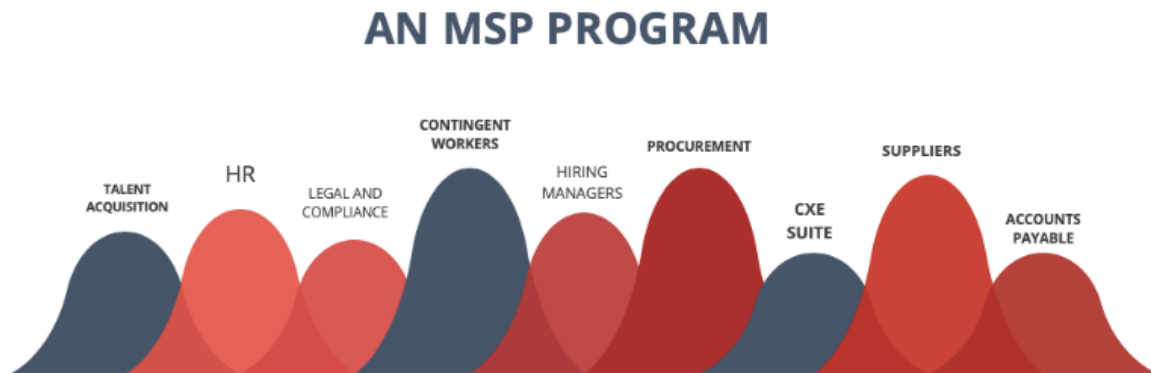 AN MSP PROGRAM
TALENT
ACQUISITION
HR
LEGAL AND
COMPLIANCE
CONTINGENT
WORKERS
HIRING
MANAGERS
PROCUREMENT
CXE
SUITE
SUPPLIERS
ACCOUNTS
PAYABLE